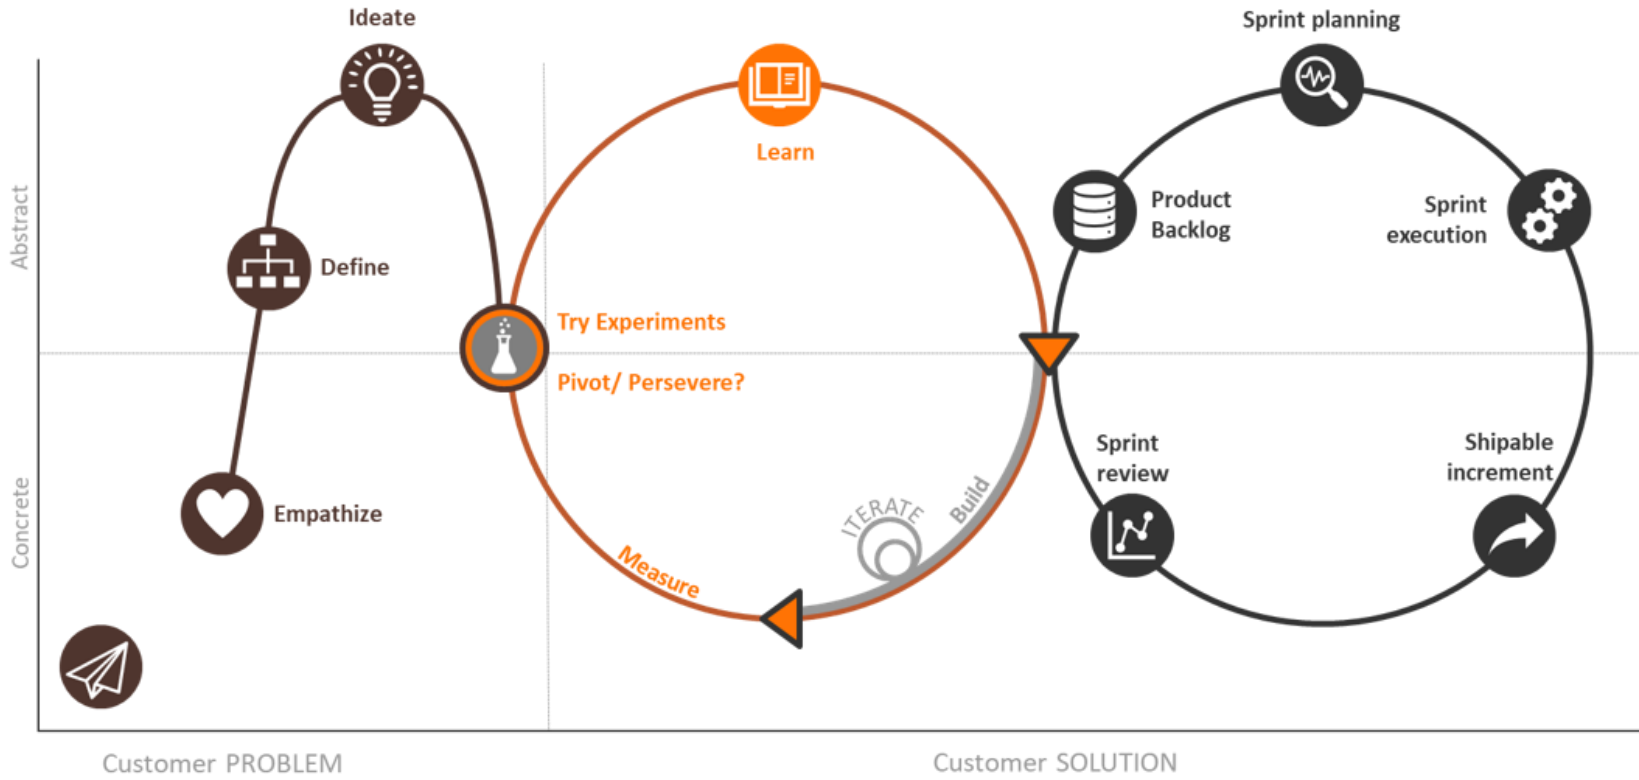 Ideate
Sprint planning
Learn
Product
Backlog
Sprint
execution
Abstract
Define
Try Experiments
Pivot/ Persevere?
Sprint
review
Shipable
increment
Concrete
Empathize
ITERATE
Build
Measure
Customer PROBLEM
Customer SOLUTION